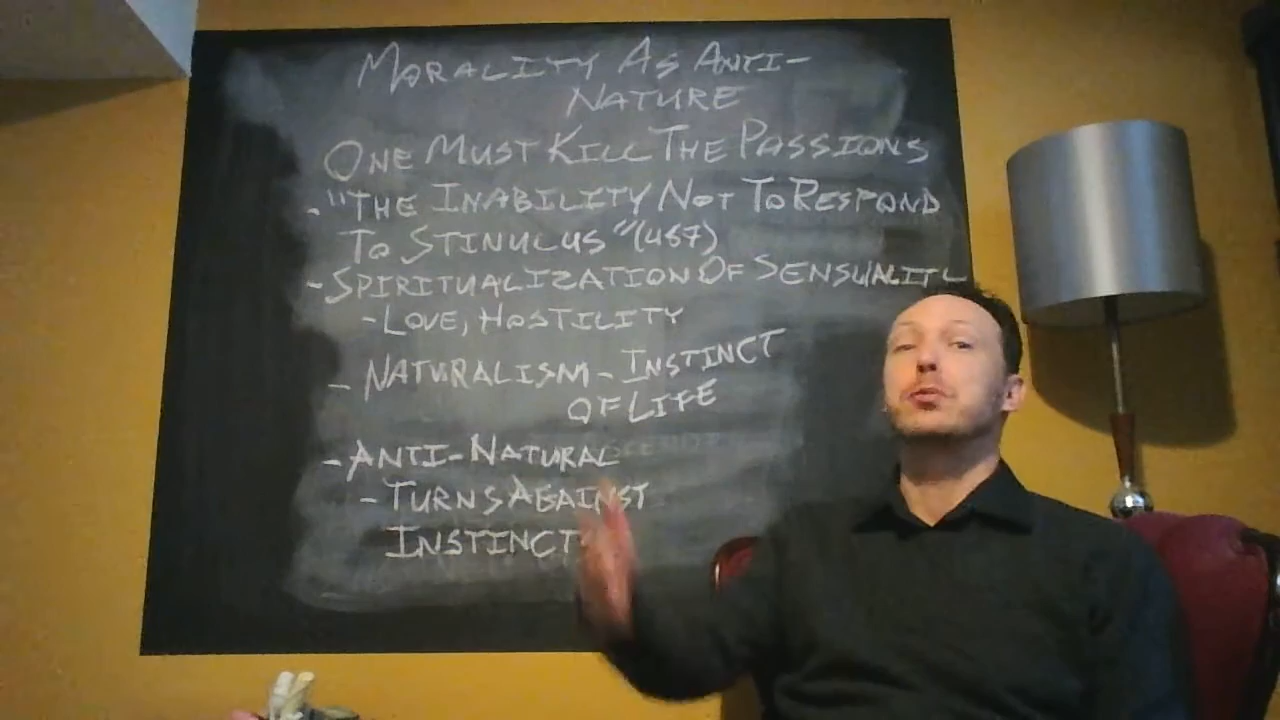 MORALITY AS ANTI-
NATURE
ONE MUST KILL THE PASSIONS
- "THE INABILITY NOT TO RESPOND
TO STINULUS" (487)
- SPIRITUALIZATION OF SENSUALITY
- LOVE, HOSTILITY
- NATURALISM - INSTINCT
OF LIFE
- ANTI-NATURAL
- TURNS AGAINST
INSTINCT